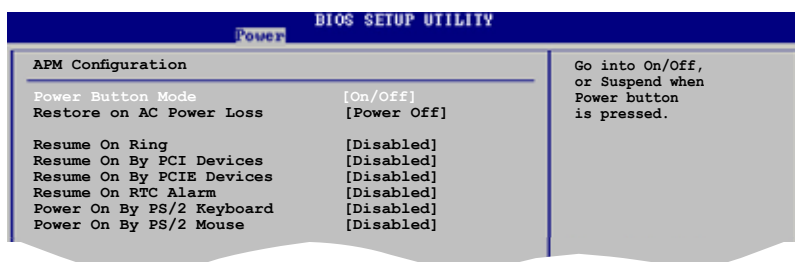 BIOS SETUP UTILITY
Power
APM Configuration
Power Button Mode [On/Off]
Restore on AC Power Loss [Power Off]
Resume On Ring [Disabled]
Resume On By PCI Devices [Disabled]
Resume On By PCIE Devices [Disabled]
Resume On RTC Alarm [Disabled]
Power On By PS/2 Keyboard [Disabled]
Power On By PS/2 Mouse [Disabled]
Go into On/Off,
or Suspend when
Power button
is pressed.